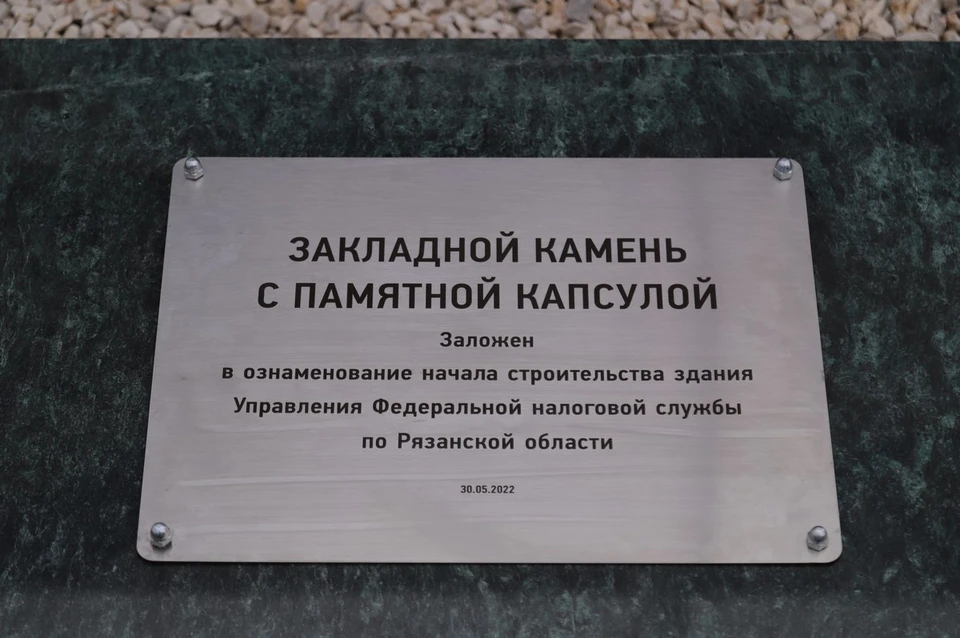 ЗАКЛАДНОЙ КАМЕНЬ
С ПАМЯТНОЙ КАПСУЛОЙ
Заложен
в ознаменование начала строительства здания
Управления Федеральной налоговой службы
по Рязанской области
30.05.2022